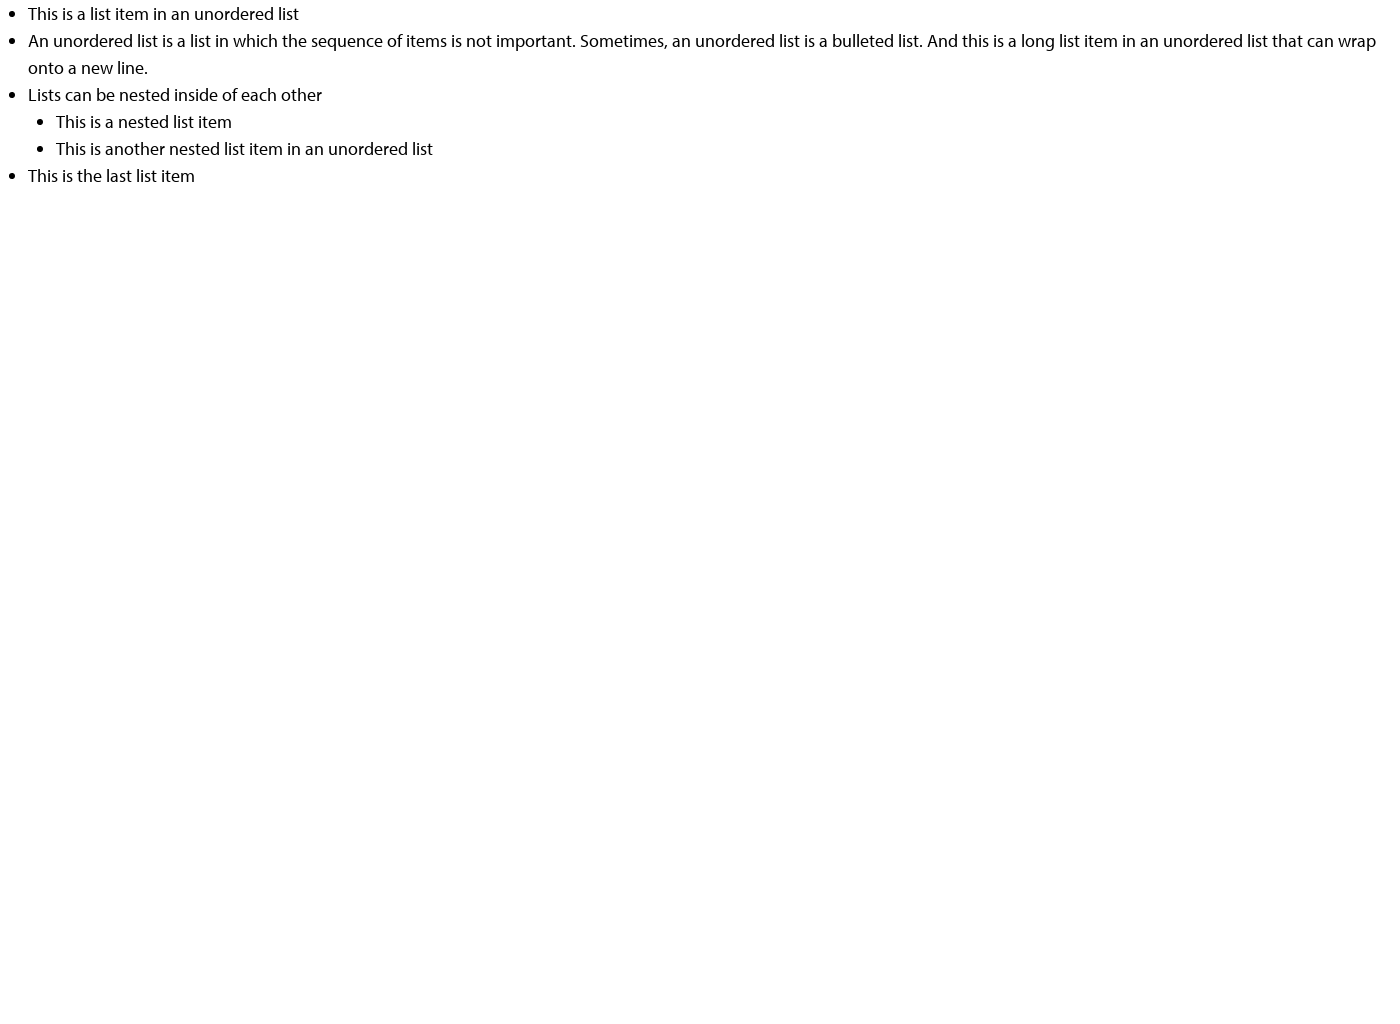 This is a list item in an unordered list
An unordered list is a list in which the sequence of items is not important. Sometimes, an unordered list is a bulleted list. And this is a long list item in an unordered list that can wrap
onto a new line.
Lists can be nested inside of each other
This is a nested list item
This is another nested list item in an unordered list
This is the last list item